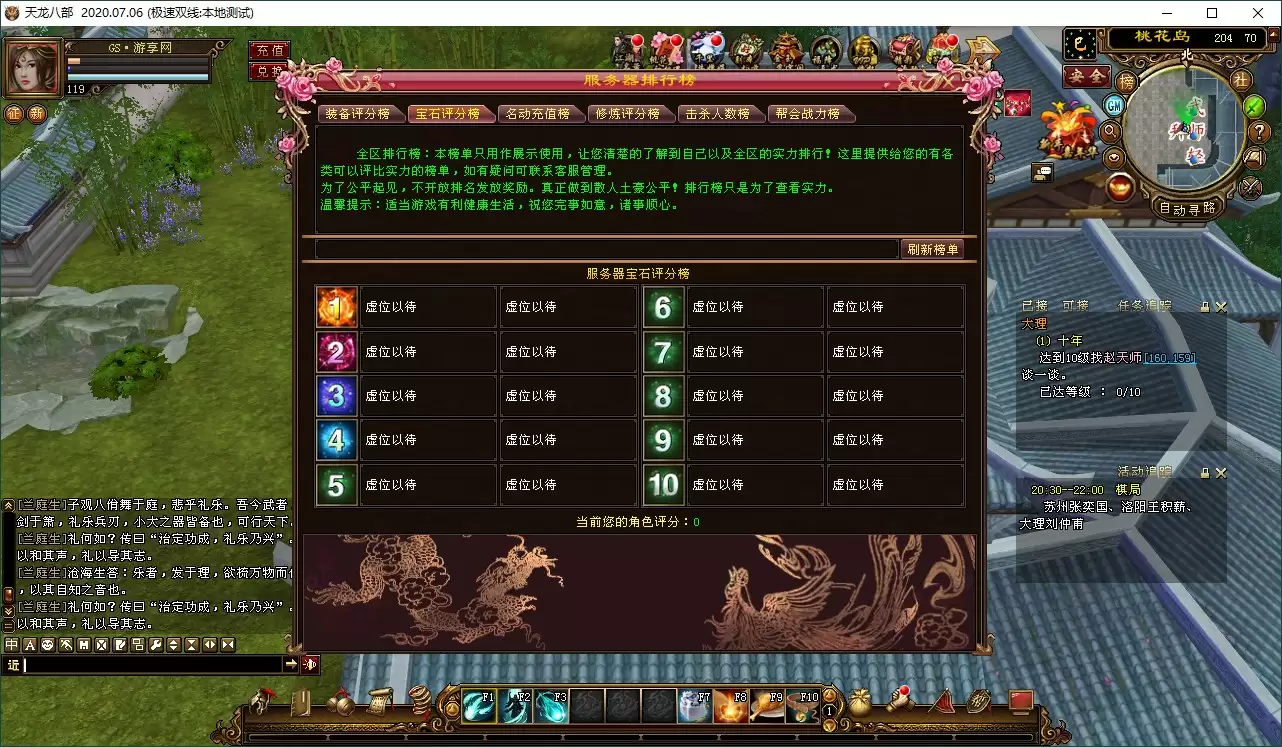 天龙八部 2020.07.06 (极速双线:本地测试)
GS·游享网
119
充值
兑换
征
新
桃花岛 204 70
安全
榜
社
GM
自动寻路
服务器排行榜
装备评分榜
宝石评分榜
名动充值榜
修炼评分榜
击杀人数榜
帮会战力榜
全区排行榜：本榜单只用作展示使用，让您清楚的了解到自己以及全区的实力排行！这里提供给您的有各
类可以评比实力的榜单，如有疑问可联系客服管理。
为了公平起见，不开放排名发放奖励。真正做到散人土豪公平！排行榜只是为了查看实力。
温馨提示：适当游戏有利健康生活，祝您完事如意，诸事顺心。
刷新榜单
服务器宝石评分榜
1 虚位以待 虚位以待 6 虚位以待 虚位以待
2 虚位以待 虚位以待 7 虚位以待 虚位以待
3 虚位以待 虚位以待 8 虚位以待 虚位以待
4 虚位以待 虚位以待 9 虚位以待 虚位以待
5 虚位以待 虚位以待 10 虚位以待 虚位以待
当前您的角色评分：0
已接 可接 任务追踪
大理
(1) 十年
达到10级找赵天师[160,159]
谈一谈。
已达等级 ： 0/10
活动追踪
20:30--22:00 棋局
苏州张奕国、洛阳王积薪、
大理刘仲甫
[兰庭生]子观八佾舞于庭，悲乎礼乐。吾今武者
剑于箫，礼乐兵刃，小大之器皆备也，可行天下。
[兰庭生]礼何如？传曰“治定功成，礼乐乃兴”。
以和其声，礼以导其志。
[兰庭生]沧海生答：乐者，发于理，欲梳万物而
，以其自知之音也。
[兰庭生]礼何如？传曰“治定功成，礼乐乃兴”。
以和其声，礼以导其志。
中 A
近
F1 F2 F3 F7 F8 F9 F10
1